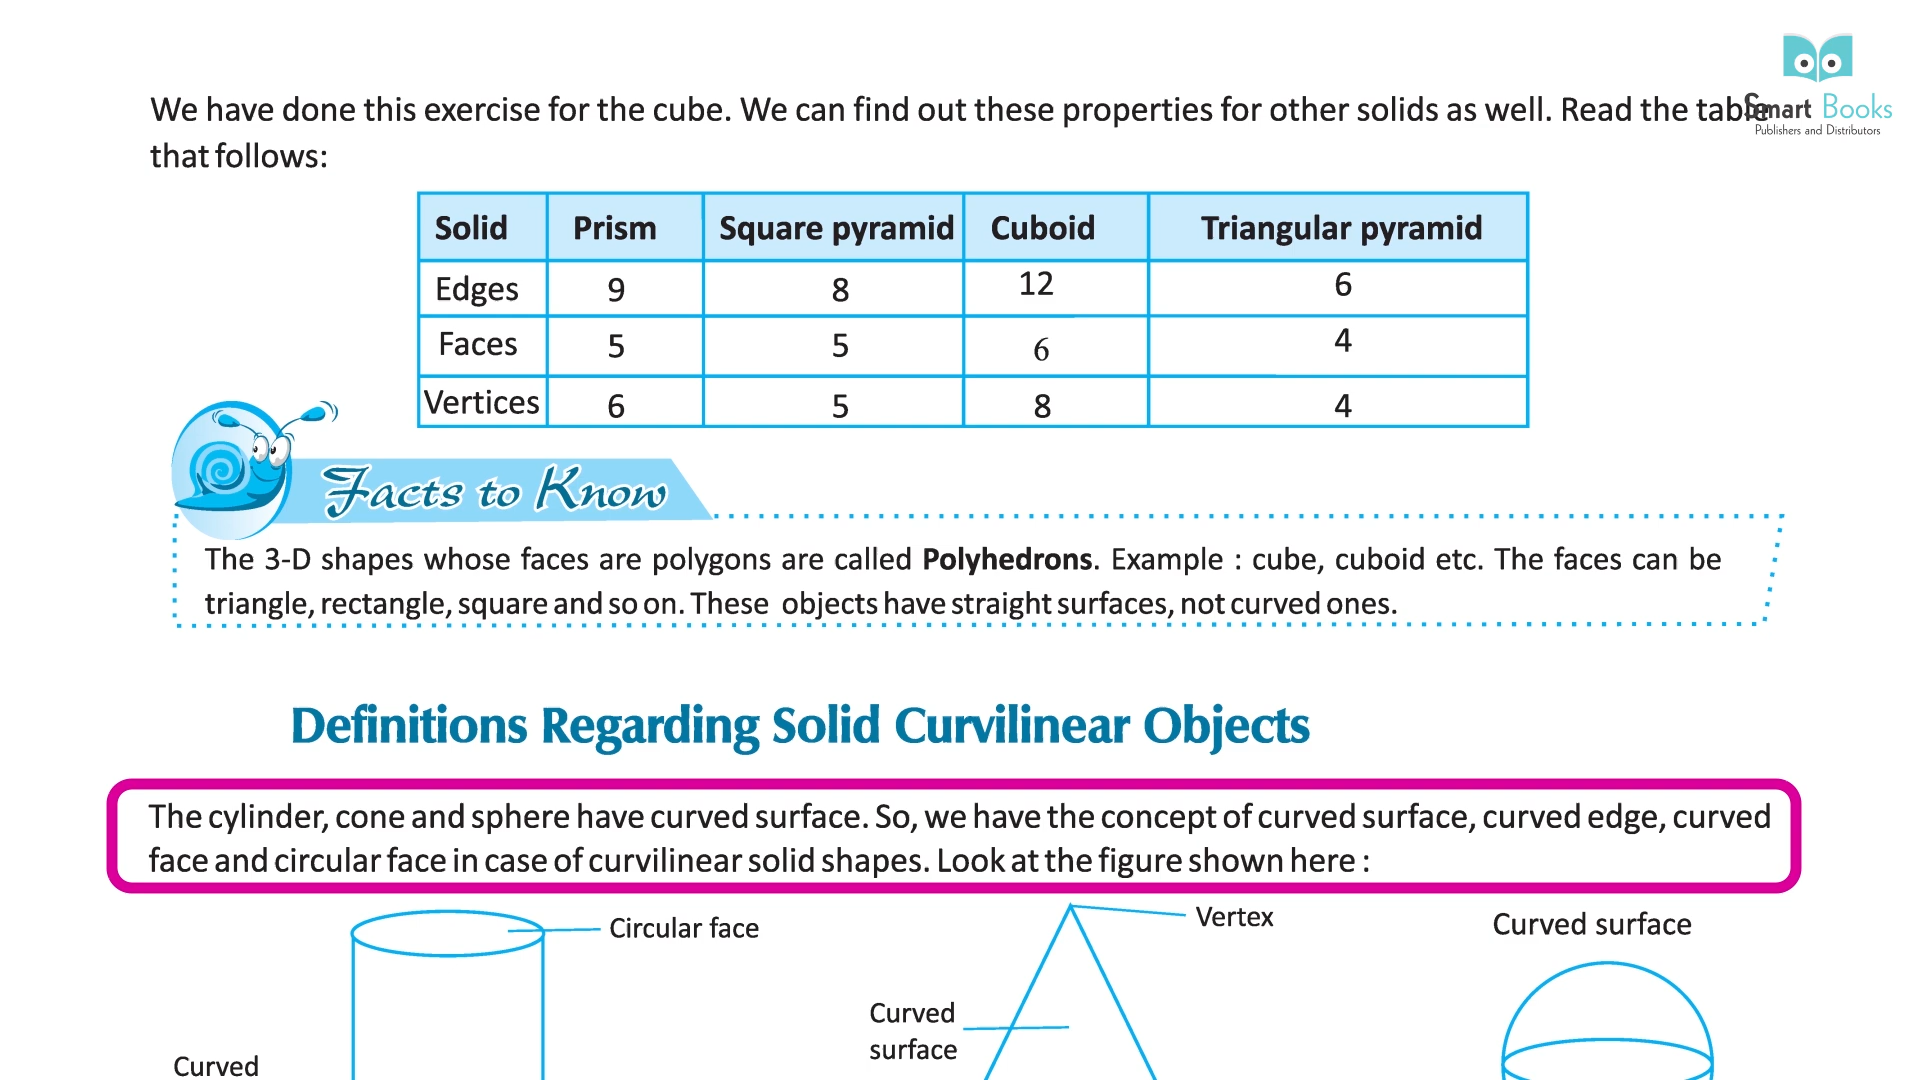 Smart Books
Publishers and Distributors
We have done this exercise for the cube. We can find out these properties for other solids as well. Read the table
that follows:
Solid Prism Square pyramid Cuboid Triangular pyramid
Edges 9 8 12 6
Faces 5 5 6 4
Vertices 6 5 8 4
Facts to Know
The 3-D shapes whose faces are polygons are called Polyhedrons. Example : cube, cuboid etc. The faces can be
triangle, rectangle, square and so on. These objects have straight surfaces, not curved ones.
Definitions Regarding Solid Curvilinear Objects
The cylinder, cone and sphere have curved surface. So, we have the concept of curved surface, curved edge, curved
face and circular face in case of curvilinear solid shapes. Look at the figure shown here :
Circular face
Vertex
Curved surface
Curved
surface
Curved